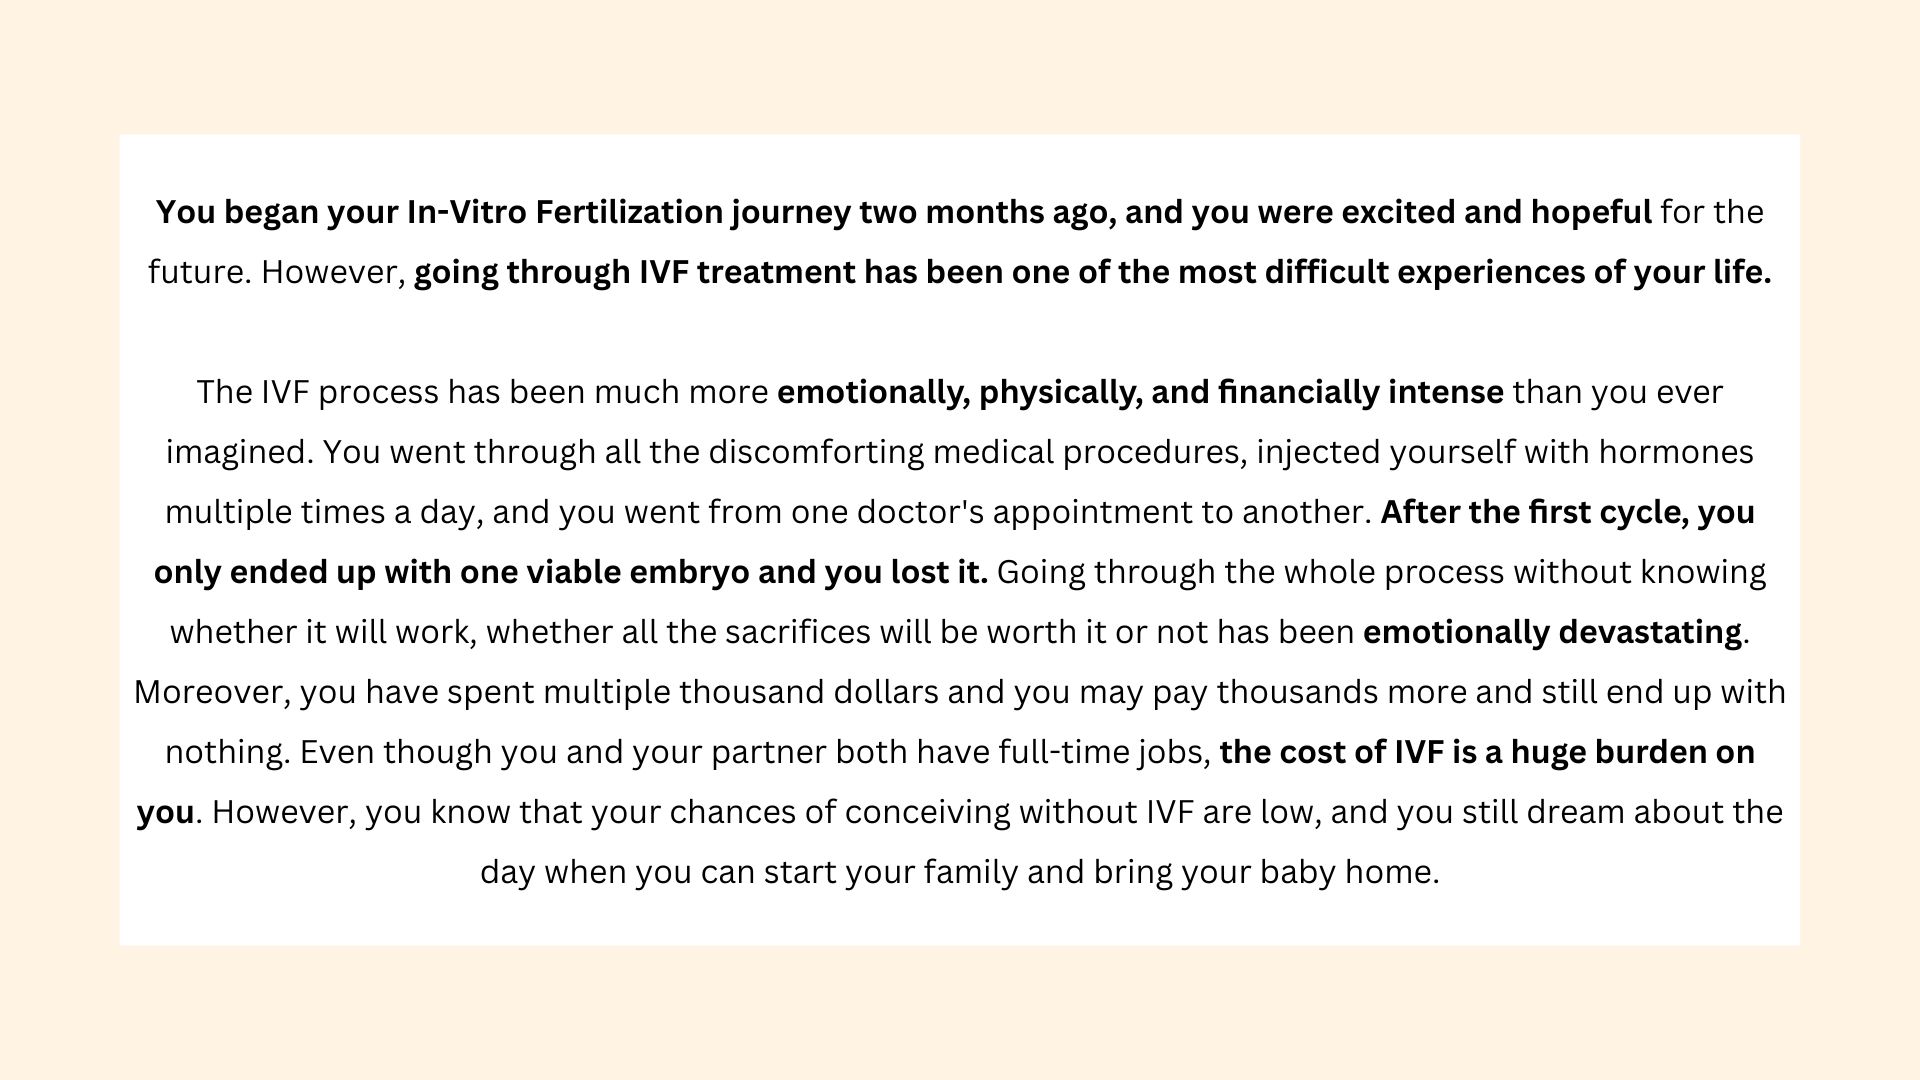 You began your In-Vitro Fertilization journey two months ago, and you were excited and hopeful for the
future. However, going through IVF treatment has been one of the most difficult experiences of your life.
The IVF process has been much more emotionally, physically, and financially intense than you ever
imagined. You went through all the discomforting medical procedures, injected yourself with hormones
multiple times a day, and you went from one doctor's appointment to another. After the first cycle, you
only ended up with one viable embryo and you lost it. Going through the whole process without knowing
whether it will work, whether all the sacrifices will be worth it or not has been emotionally devastating.
Moreover, you have spent multiple thousand dollars and you may pay thousands more and still end up with
nothing. Even though you and your partner both have full-time jobs, the cost of IVF is a huge burden on
you. However, you know that your chances of conceiving without IVF are low, and you still dream about the
day when you can start your family and bring your baby home.